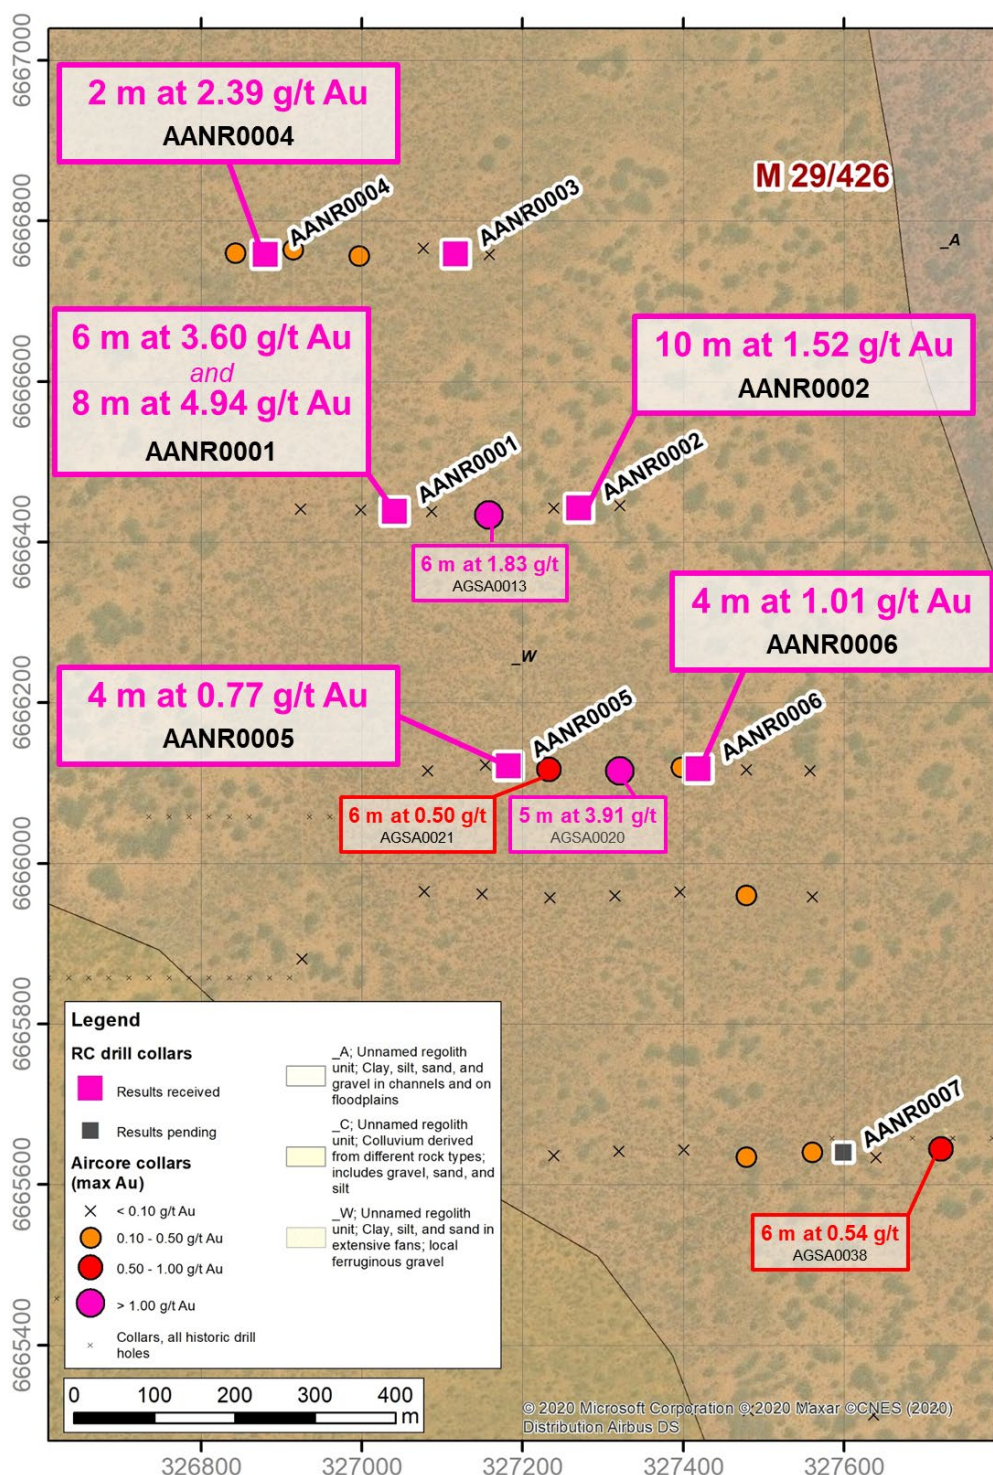 6667000
6666800
6666600
6666400
6666200
6666000
6665800
6665600
6665400
2 m at 2.39 g/t Au
AANR0004
AANR0004
AANR0003
M 29/426
_A
6 m at 3.60 g/t Au
and
8 m at 4.94 g/t Au
AANR0001
10 m at 1.52 g/t Au
AANR0002
AANR0001
AANR0002
6 m at 1.83 g/t
AGSA0013
4 m at 1.01 g/t Au
AANR0006
_W
4 m at 0.77 g/t Au
AANR0005
AANR0005
AANR0006
6 m at 0.50 g/t
AGSA0021
5 m at 3.91 g/t
AGSA0020
Legend
RC drill collars
Results received
Results pending
Aircore collars
(max Au)
< 0.10 g/t Au
0.10 - 0.50 g/t Au
0.50 - 1.00 g/t Au
> 1.00 g/t Au
Collars, all historic drill
holes
_A; Unnamed regolith
unit; Clay, silt, sand, and
gravel in channels and on
floodplains
_C; Unnamed regolith
unit; Colluvium derived
from different rock types;
includes gravel, sand, and
silt
_W; Unnamed regolith
unit; Clay, silt, and sand in
extensive fans; local
ferruginous gravel
AANR0007
6 m at 0.54 g/t
AGSA0038
0 100 200 300 400
m
© 2020 Microsoft Corporation © 2020 Maxar ©CNES (2020)
Distribution Airbus DS
326800 327000 327200 327400 327600